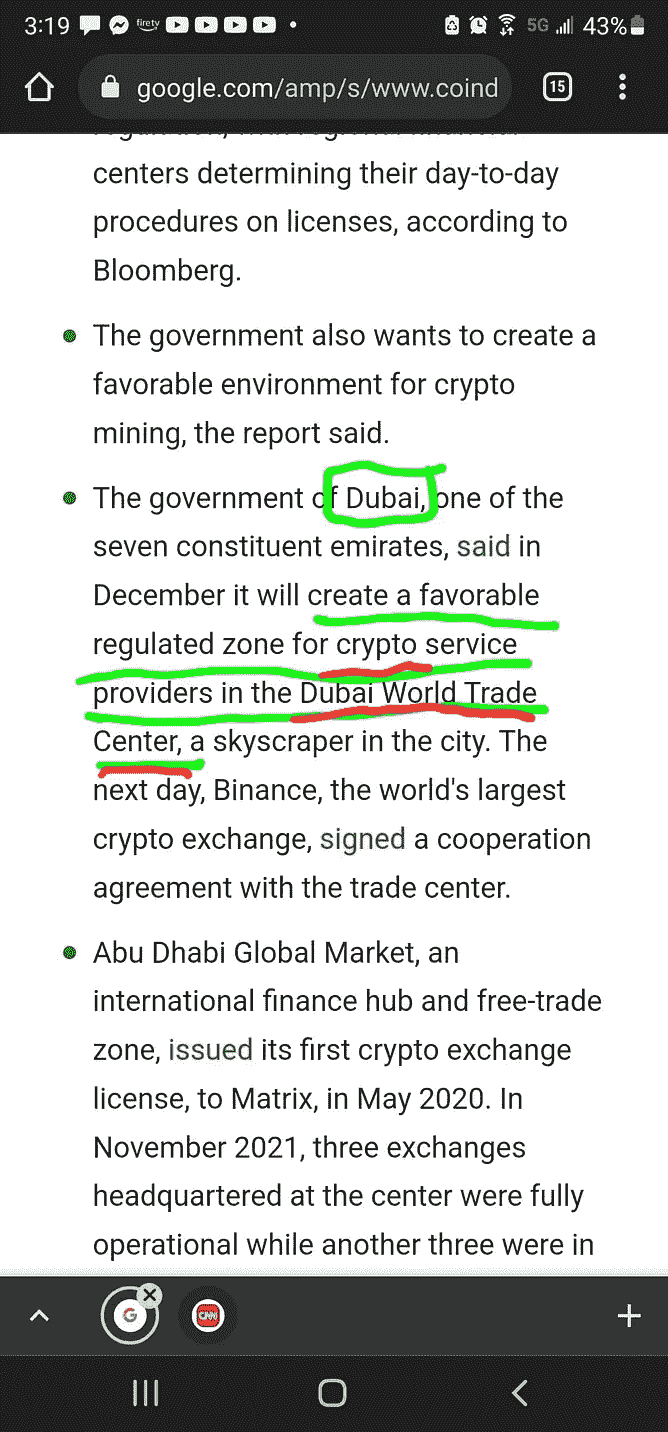 3:19 firetv 5G 43%
google.com/amp/s/www.coind 15
centers determining their day-to-day
procedures on licenses, according to
Bloomberg.
The government also wants to create a
favorable environment for crypto
mining, the report said.
The government of Dubai, one of the
seven constituent emirates, said in
December it will create a favorable
regulated zone for crypto service
providers in the Dubai World Trade
Center, a skyscraper in the city. The
next day, Binance, the world's largest
crypto exchange, signed a cooperation
agreement with the trade center.
Abu Dhabi Global Market, an
international finance hub and free-trade
zone, issued its first crypto exchange
license, to Matrix, in May 2020. In
November 2021, three exchanges
headquartered at the center were fully
operational while another three were in
G CNN